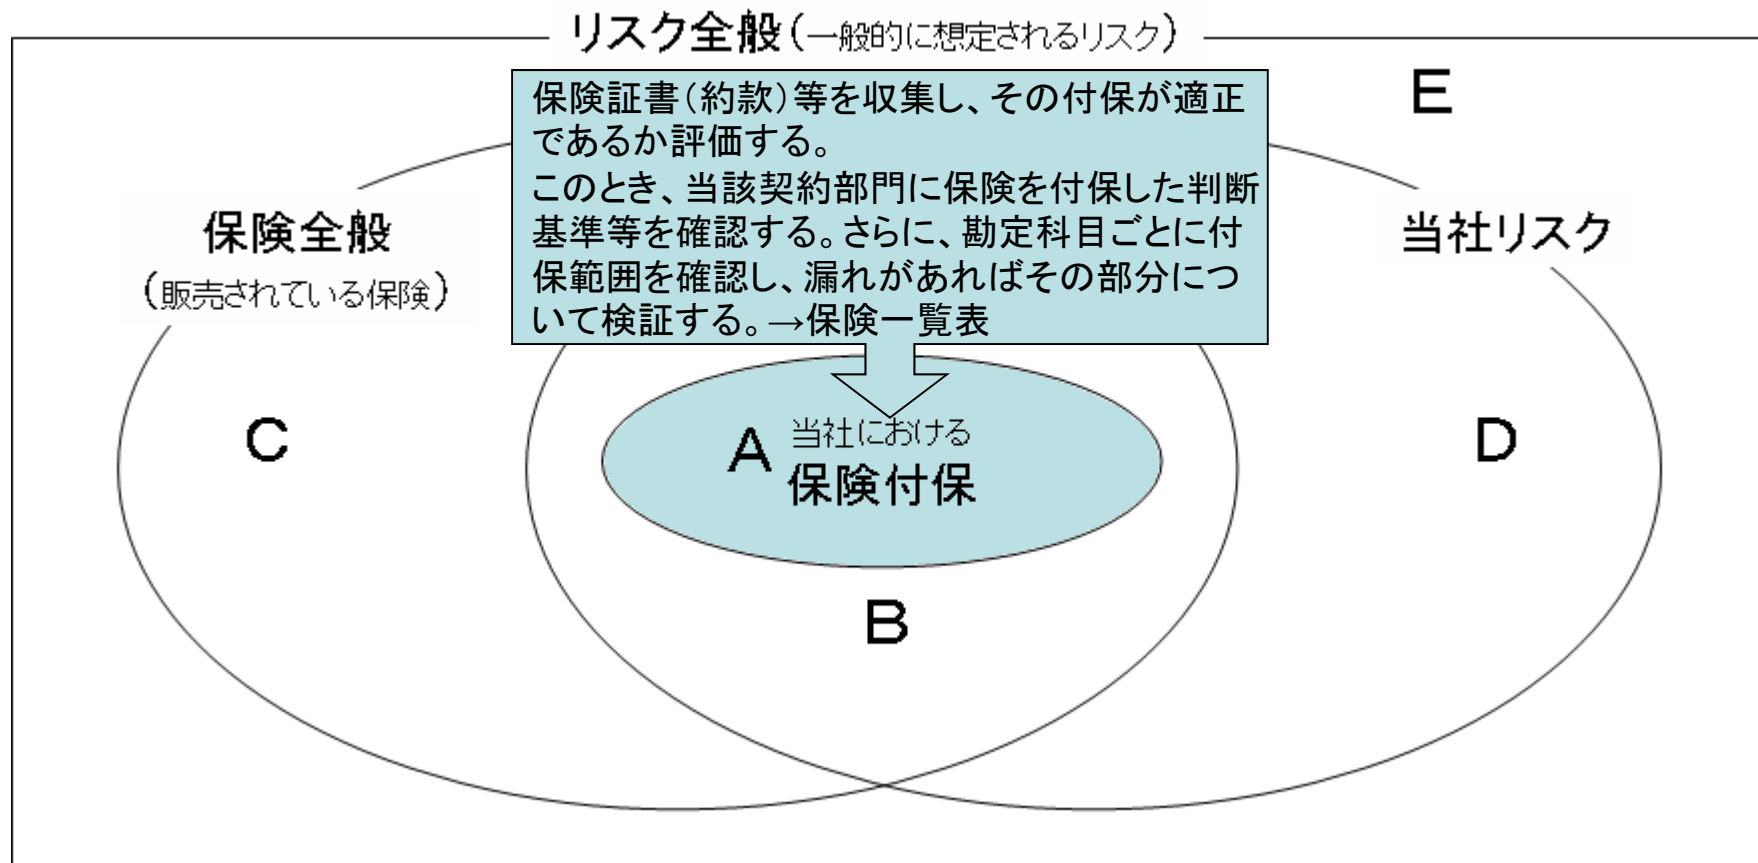 リスク全般(一般的に想定されるリスク)
保険証書(約款)等を収集し、その付保が適正
であるか評価する。
このとき、当該契約部門に保険を付保した判断
基準等を確認する。さらに、勘定科目ごとに付
保範囲を確認し、漏れがあればその部分につ
いて検証する。→保険一覧表
E
保険全般
(販売されている保険)
当社リスク
C
A
当社における
保険付保
D
B